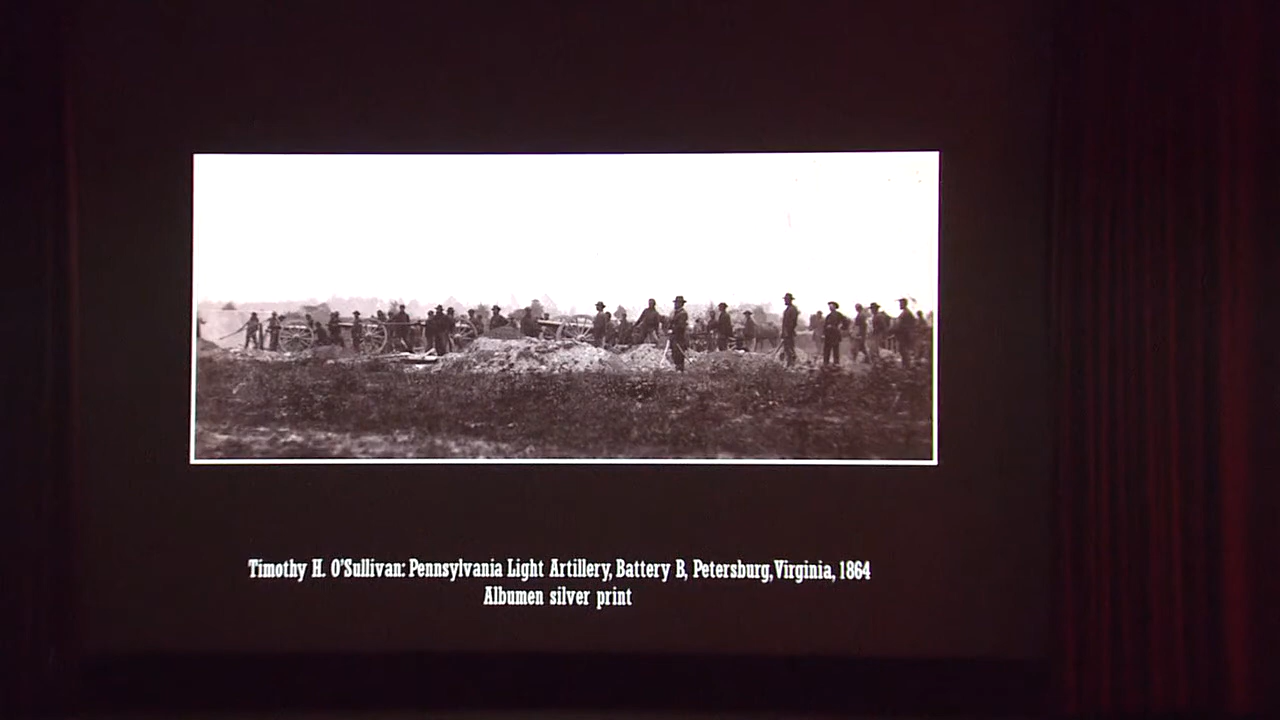 Timothy H. O'Sullivan: Pennsylvania Light Artillery, Battery B, Petersburg, Virginia, 1864
Albumen silver print